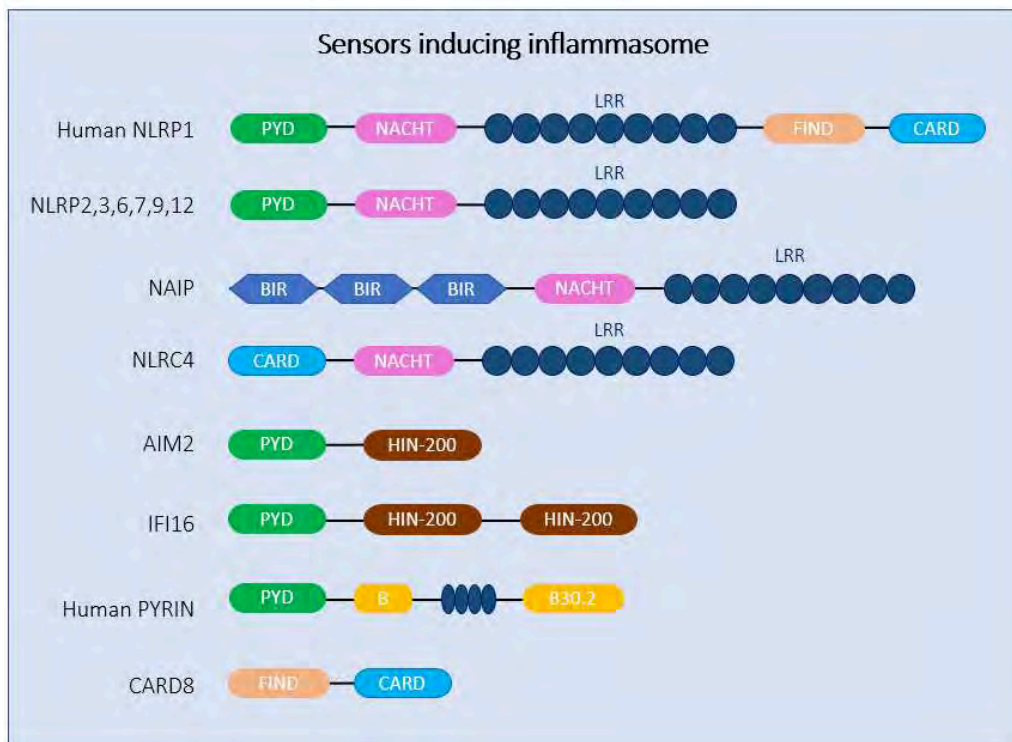 Sensors inducing inflammasome
LRR
Human NLRP1 PYD NACHT FIND CARD
LRR
NLRP2,3,6,7,9,12 PYD NACHT
LRR
NAIP BIR BIR BIR NACHT
LRR
NLRC4 CARD NACHT
AIM2 PYD HIN-200
IFI16 PYD HIN-200 HIN-200
Human PYRIN PYD B B30.2
CARD8 FIND CARD